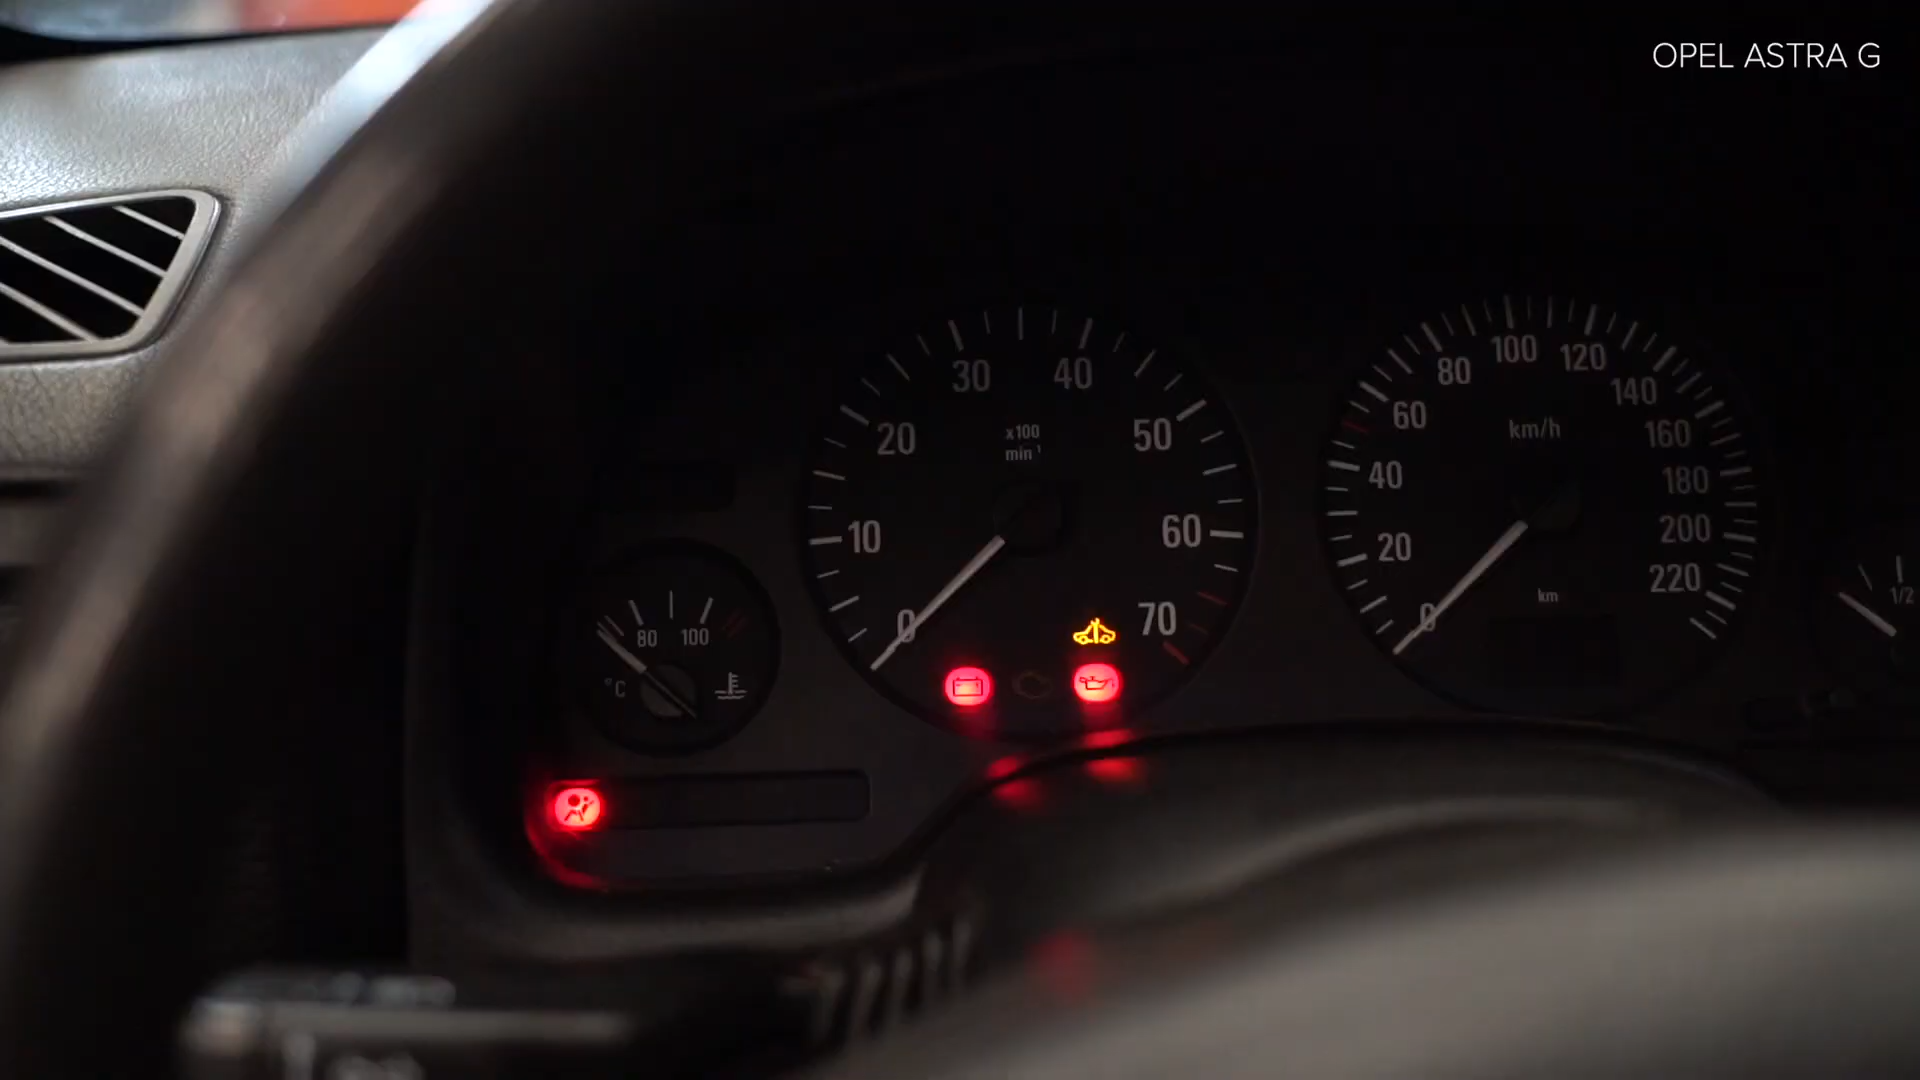 OPEL ASTRA G
30 40
20 50
10 60
0 70
x100
min⁻¹
80 100
°C
100
80 120
60 140
40 160
20 180
0 200
220
km/h
km
1/2